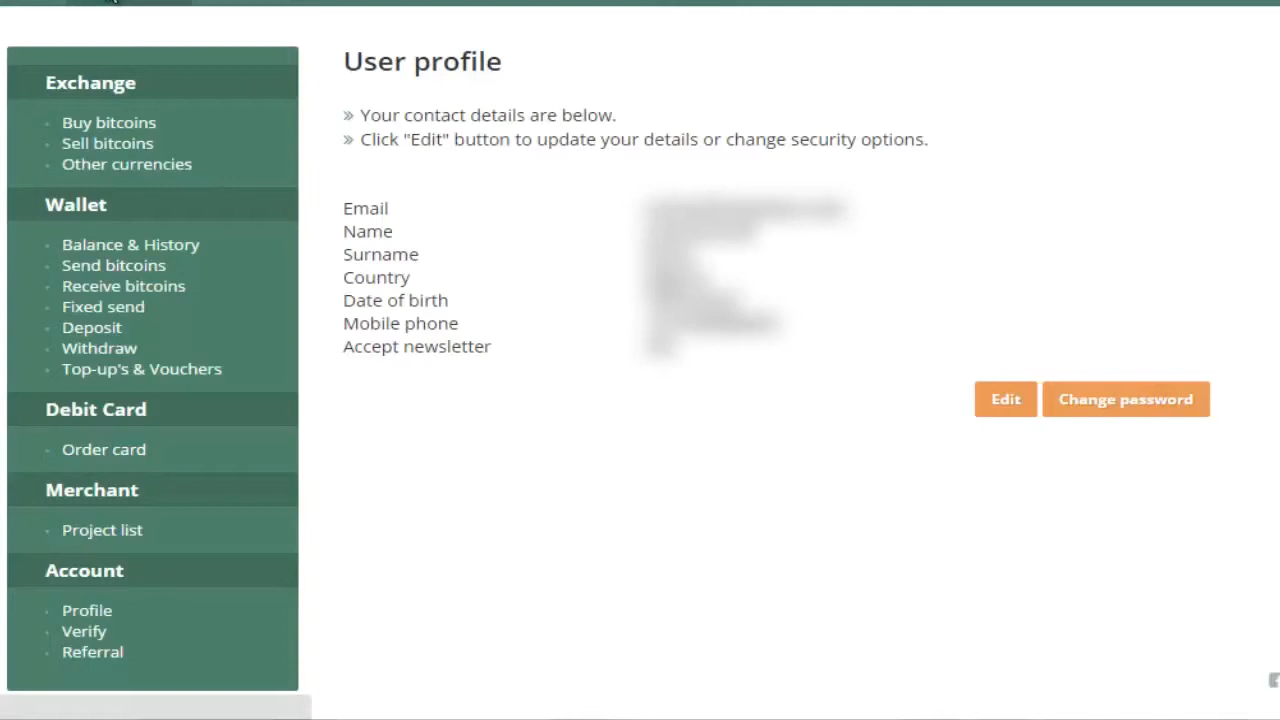 Exchange
Buy bitcoins
Sell bitcoins
Other currencies
Wallet
Balance & History
Send bitcoins
Receive bitcoins
Fixed send
Deposit
Withdraw
Top-up's & Vouchers
Debit Card
Order card
Merchant
Project list
Account
Profile
Verify
Referral
User profile
» Your contact details are below.
» Click "Edit" button to update your details or change security options.
Email
Name
Surname
Country
Date of birth
Mobile phone
Accept newsletter
Edit
Change password